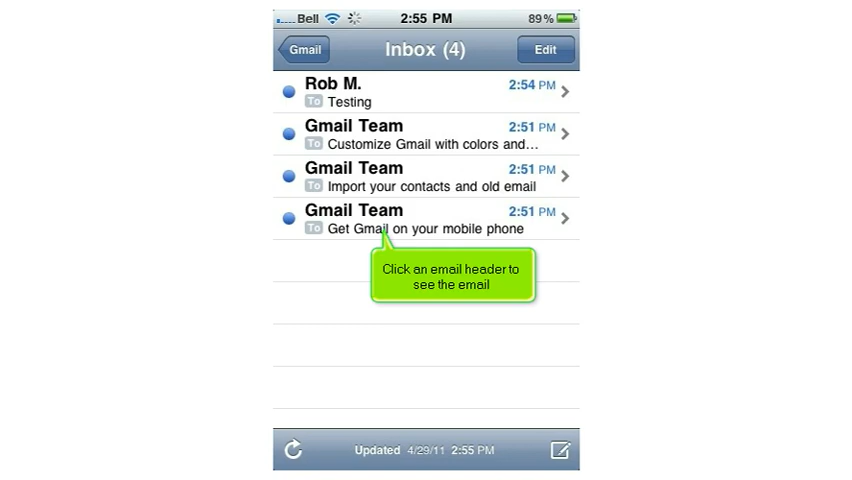 Bell 2:55 PM 89%
Gmail Inbox (4) Edit
Rob M. 2:54 PM
To Testing
Gmail Team 2:51 PM
To Customize Gmail with colors and...
Gmail Team 2:51 PM
To Import your contacts and old email
Gmail Team 2:51 PM
To Get Gmail on your mobile phone
Click an email header to
see the email
Updated 4/29/11 2:55 PM